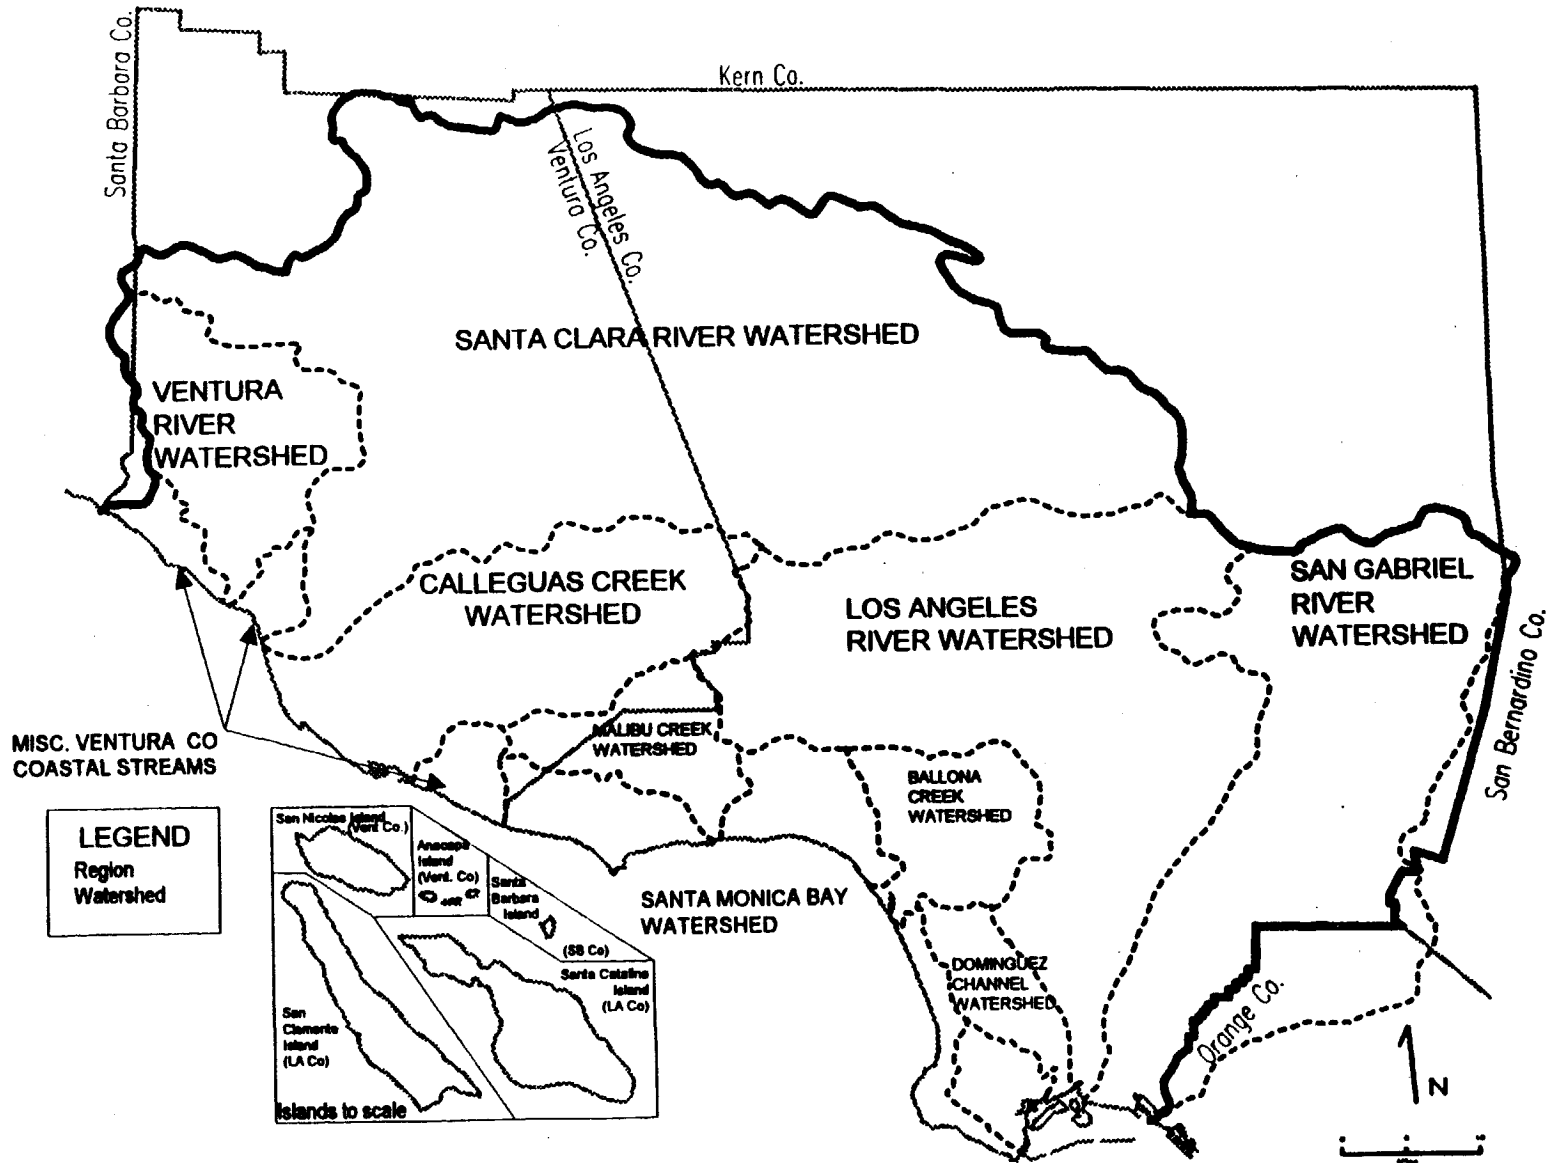 Santa Barbara Co.
Kern Co.
Los Angeles Co.
Ventura Co.
SANTA CLARA RIVER WATERSHED
VENTURA
RIVER
WATERSHED
CALLEGUAS CREEK
WATERSHED
LOS ANGELES
RIVER WATERSHED
SAN GABRIEL
RIVER
WATERSHED
San Bernardino Co.
MISC. VENTURA CO
COASTAL STREAMS
MALIBU CREEK
WATERSHED
BALLONA
CREEK
WATERSHED
LEGEND
Region
Watershed
San Nicolas Island
(Vent Co.)
Anacapa
Island
(Vent. Co)
Santa
Barbara
Island
(SB Co)
Santa Catalina
Island
(LA Co)
San
Clemente
Island
(LA Co)
Islands to scale
SANTA MONICA BAY
WATERSHED
DOMINGUEZ
CHANNEL
WATERSHED
Orange Co.
N